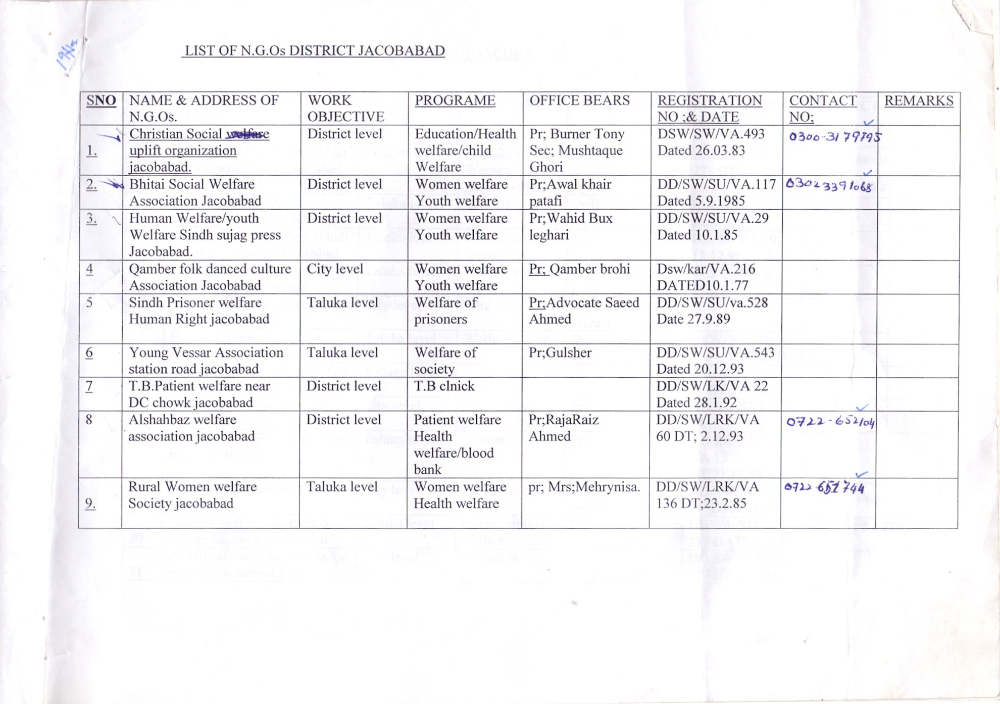 LIST OF N.G.Os DISTRICT JACOBABAD
SNO NAME & ADDRESS OF N.G.Os. WORK OBJECTIVE PROGRAME OFFICE BEARS REGISTRATION NO ;& DATE CONTACT NO; REMARKS
1. Christian Social welfare uplift organization jacobabad. District level Education/Health welfare/child Welfare Pr; Burner Tony Sec; Mushtaque Ghori DSW/SW/VA.493 Dated 26.03.83 0300-3179795
2. Bhitai Social Welfare Association Jacobabad District level Women welfare Youth welfare Pr;Awal khair patafi DD/SW/SU/VA.117 Dated 5.9.1985 03023391068
3. Human Welfare/youth Welfare Sindh sujag press Jacobabad. District level Women welfare Youth welfare Pr;Wahid Bux leghari DD/SW/SU/VA.29 Dated 10.1.85
4 Qamber folk danced culture Association Jacobabad City level Women welfare Youth welfare Pr; Qamber brohi Dsw/kar/VA.216 DATED10.1.77
5 Sindh Prisoner welfare Human Right jacobabad Taluka level Welfare of prisoners Pr;Advocate Saeed Ahmed DD/SW/SU/va.528 Date 27.9.89
6 Young Vessar Association station road jacobabad Taluka level Welfare of society Pr;Gulsher DD/SW/SU/VA.543 Dated 20.12.93
7 T.B.Patient welfare near DC chowk jacobabad District level T.B clnick DD/SW/LK/VA 22 Dated 28.1.92
8 Alshahbaz welfare association jacobabad District level Patient welfare Health welfare/blood bank Pr;RajaRaiz Ahmed DD/SW/LRK/VA 60 DT; 2.12.93 0722-652104
9. Rural Women welfare Society jacobabad Taluka level Women welfare Health welfare pr; Mrs;Mehrynisa. DD/SW/LRK/VA 136 DT;23.2.85 0722-651744